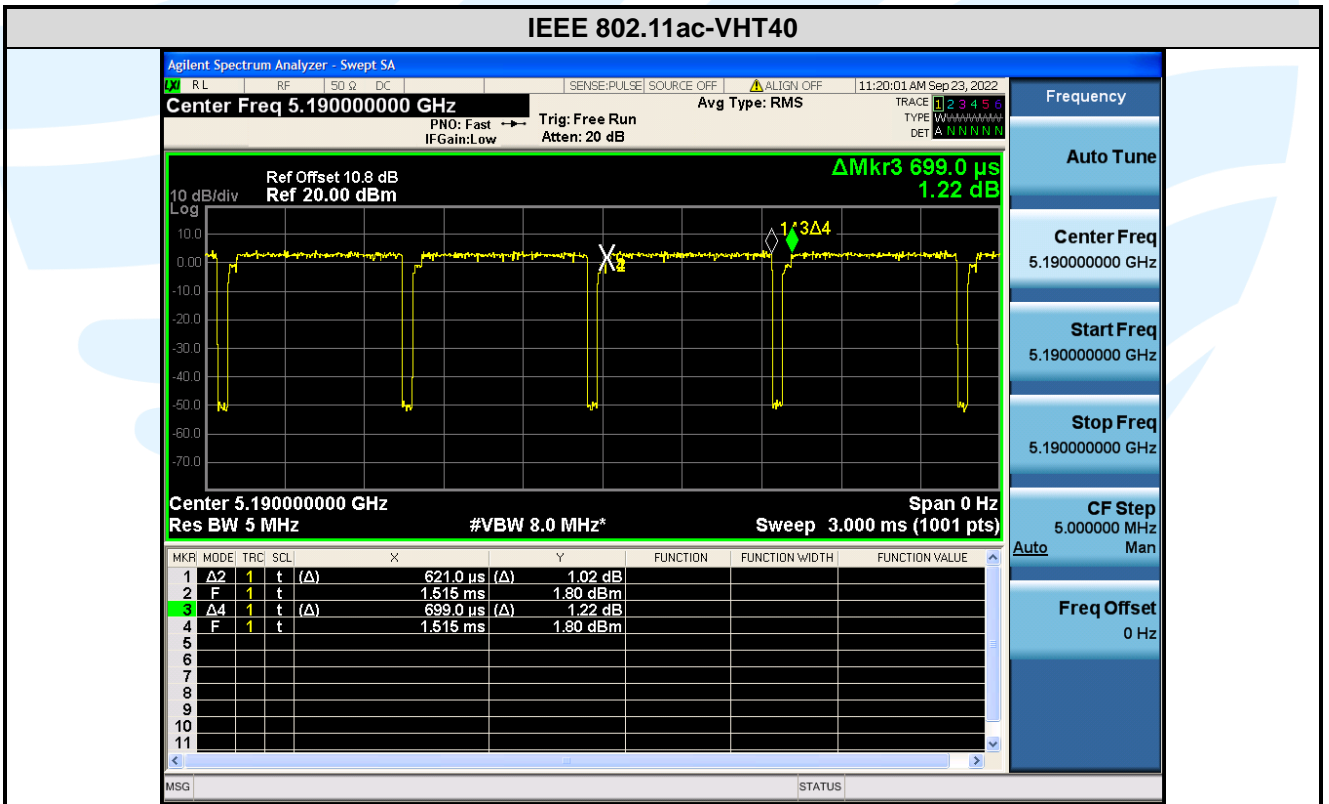 IEEE 802.11ac-VHT40
Agilent Spectrum Analyzer - Swept SA
LXI RL RF 50 Ω DC SENSE:PULSE SOURCE OFF ALIGN OFF 11:20:01 AM Sep 23, 2022
Center Freq 5.190000000 GHz Avg Type: RMS TRACE 1 2 3 4 5 6
PNO: Fast Trig: Free Run TYPE W
IFGain:Low Atten: 20 dB DET A N N N N N
Frequency
Auto Tune
Center Freq
5.190000000 GHz
Start Freq
5.190000000 GHz
Stop Freq
5.190000000 GHz
CF Step
5.000000 MHz
Auto Man
Freq Offset
0 Hz
ΔMkr3 699.0 µs
1.22 dB
Ref Offset 10.8 dB
10 dB/div Ref 20.00 dBm
Log
10.0
0.00
-10.0
-20.0
-30.0
-40.0
-50.0
-60.0
-70.0
3Δ4
Center 5.190000000 GHz Span 0 Hz
Res BW 5 MHz #VBW 8.0 MHz* Sweep 3.000 ms (1001 pts)
MKR MODE TRC SCL X Y FUNCTION FUNCTION WIDTH FUNCTION VALUE
1 Δ2 1 t (Δ) 621.0 µs (Δ) 1.02 dB
2 F 1 t 1.515 ms 1.80 dBm
3 Δ4 1 t (Δ) 699.0 µs (Δ) 1.22 dB
4 F 1 t 1.515 ms 1.80 dBm
5
6
7
8
9
10
11
MSG STATUS